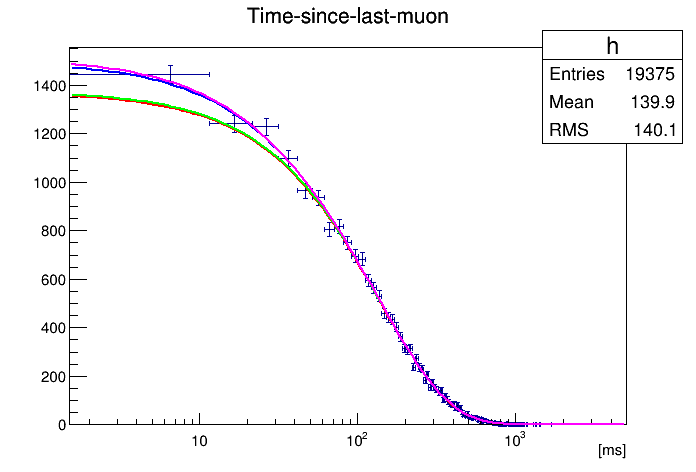 Time-since-last-muon
h
Entries 19375
Mean 139.9
RMS 140.1
1400
1200
1000
800
600
400
200
0
10
10²
10³
[ms]